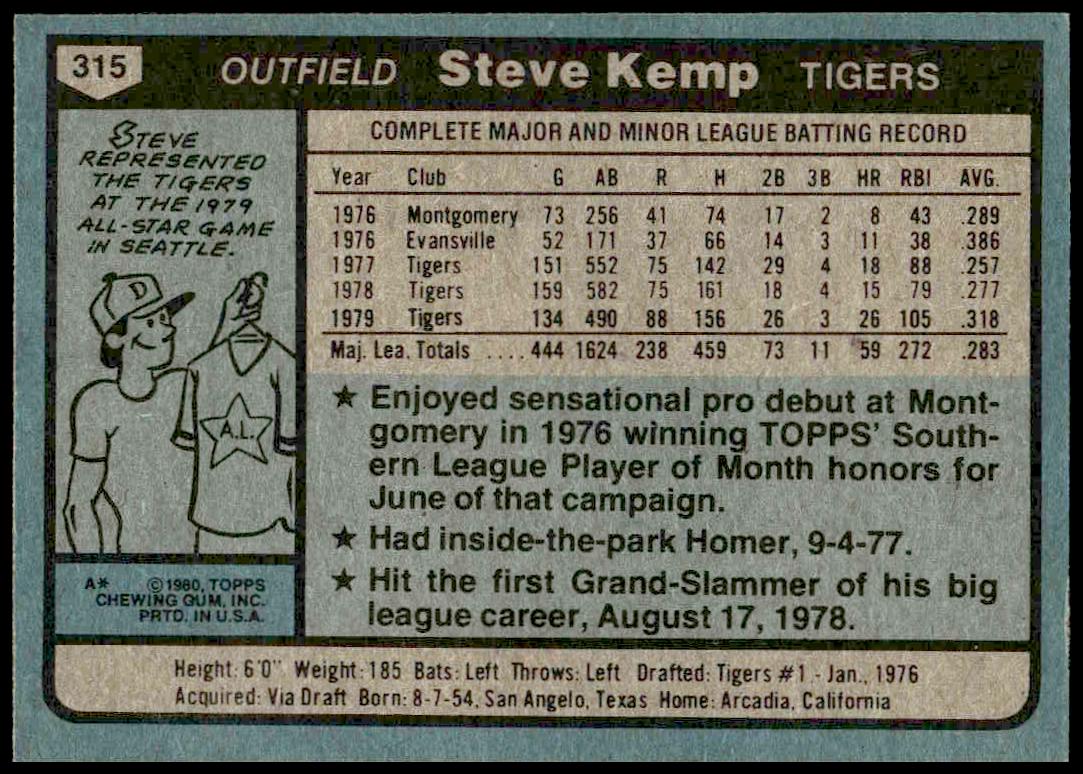 315 OUTFIELD Steve Kemp TIGERS
STEVE
REPRESENTED
THE TIGERS
AT THE 1979
ALL-STAR GAME
IN SEATTLE.
D
A.L.
A* ©1980, TOPPS
CHEWING GUM, INC.
PRTD. IN U.S.A.
COMPLETE MAJOR AND MINOR LEAGUE BATTING RECORD
Year Club G AB R H 2B 3B HR RBI AVG.
1976 Montgomery 73 256 41 74 17 2 8 43 .289
1976 Evansville 52 171 37 66 14 3 11 38 .386
1977 Tigers 151 552 75 142 29 4 18 88 .257
1978 Tigers 159 582 75 161 18 4 15 79 .277
1979 Tigers 134 490 88 156 26 3 26 105 .318
Maj. Lea. Totals .... 444 1624 238 459 73 11 59 272 .283
★ Enjoyed sensational pro debut at Mont-
gomery in 1976 winning TOPPS' South-
ern League Player of Month honors for
June of that campaign.
★ Had inside-the-park Homer, 9-4-77.
★ Hit the first Grand-Slammer of his big
league career, August 17, 1978.
Height: 6'0" Weight: 185 Bats: Left Throws: Left Drafted: Tigers #1 - Jan., 1976
Acquired: Via Draft Born: 8-7-54, San Angelo, Texas Home: Arcadia, California